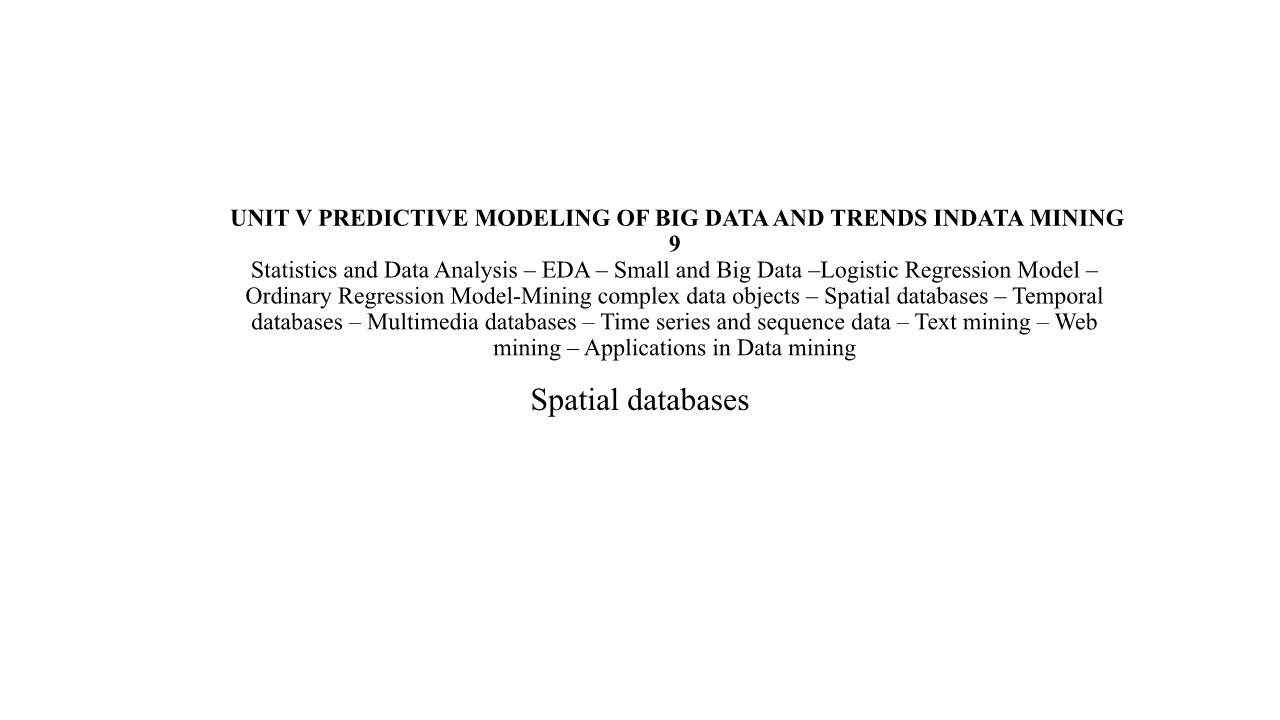 UNIT V PREDICTIVE MODELING OF BIG DATA AND TRENDS INDATA MINING
9
Statistics and Data Analysis – EDA – Small and Big Data –Logistic Regression Model –
Ordinary Regression Model-Mining complex data objects – Spatial databases – Temporal
databases – Multimedia databases – Time series and sequence data – Text mining – Web
mining – Applications in Data mining
Spatial databases